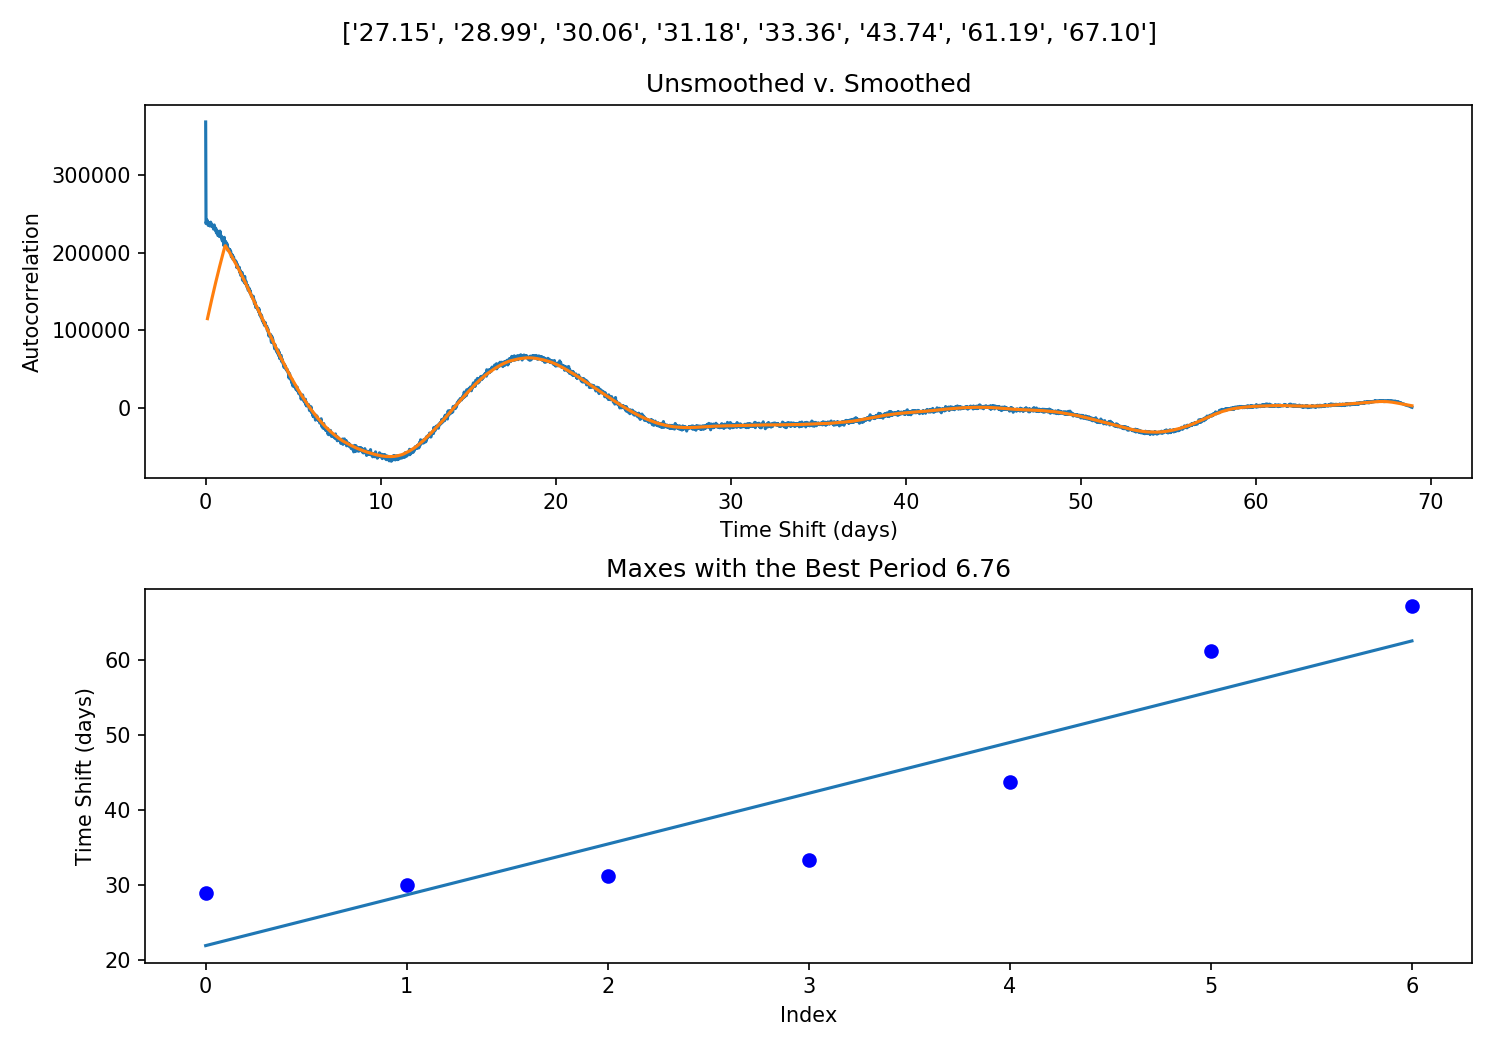 ['27.15', '28.99', '30.06', '31.18', '33.36', '43.74', '61.19', '67.10']
Unsmoothed v. Smoothed
Autocorrelation
300000
200000
100000
0
0 10 20 30 40 50 60 70
Time Shift (days)
Maxes with the Best Period 6.76
Time Shift (days)
60
50
40
30
20
0 1 2 3 4 5 6
Index